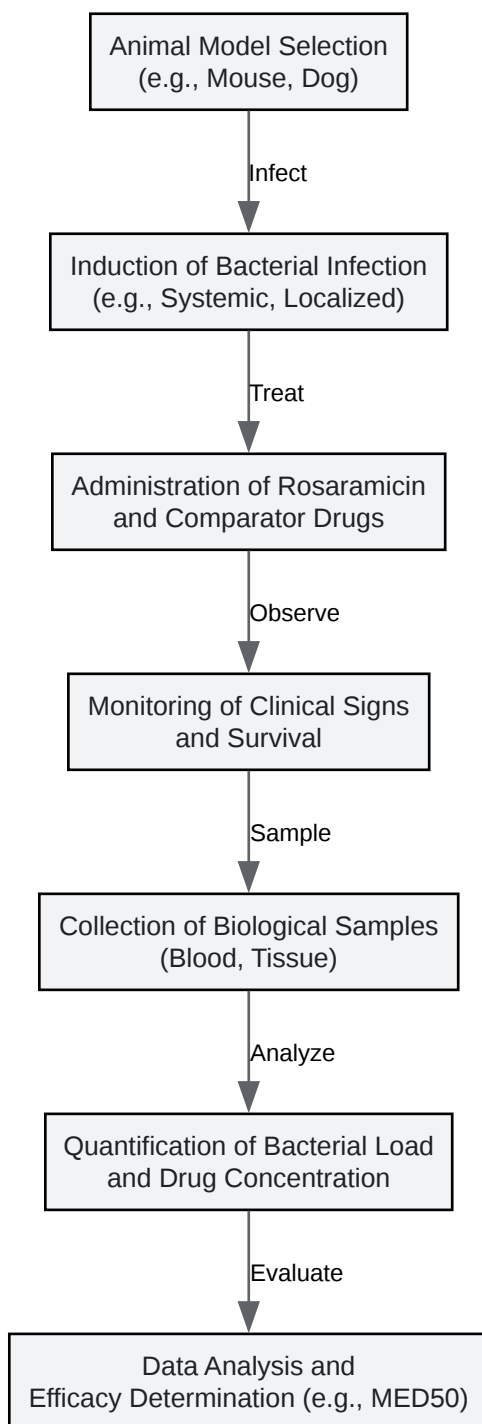 Animal Model Selection
(e.g., Mouse, Dog)
Infect
Induction of Bacterial Infection
(e.g., Systemic, Localized)
Treat
Administration of Rosaramicin
and Comparator Drugs
Observe
Monitoring of Clinical Signs
and Survival
Sample
Collection of Biological Samples
(Blood, Tissue)
Analyze
Quantification of Bacterial Load
and Drug Concentration
Evaluate
Data Analysis and
Efficacy Determination (e.g., MED50)